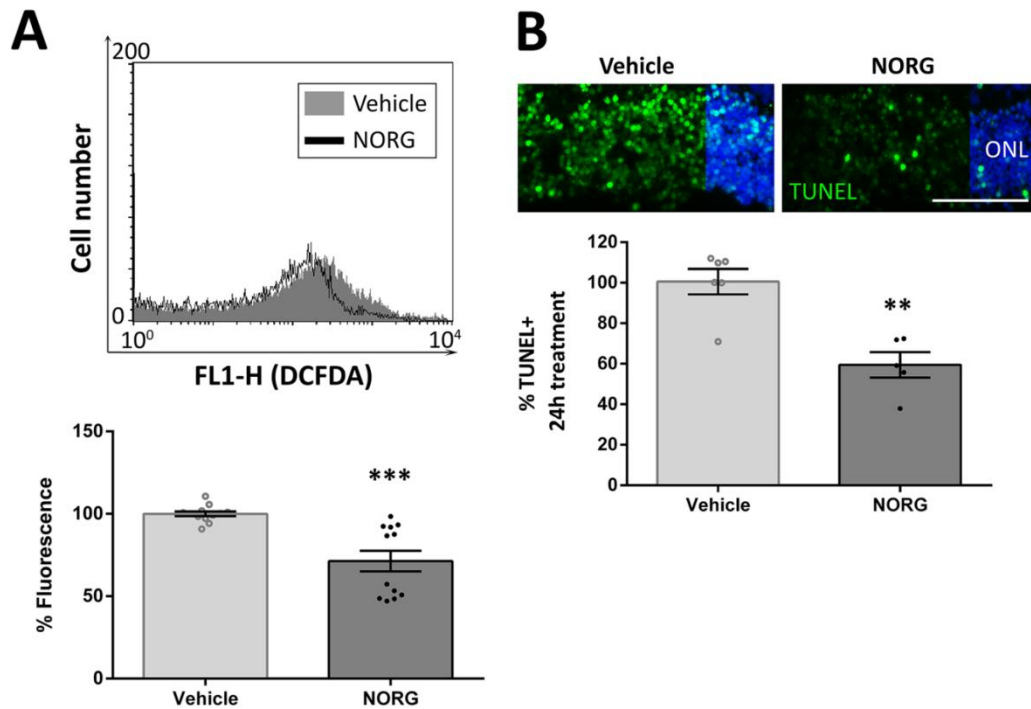 A
200
Cell number
Vehicle
NORG
0
10⁰
10⁴
FL1-H (DCFDA)
150
100
50
0
% Fluorescence
***
Vehicle
NORG
B
Vehicle
NORG
TUNEL
ONL
120
100
80
60
40
20
0
% TUNEL+
24h treatment
**
Vehicle
NORG